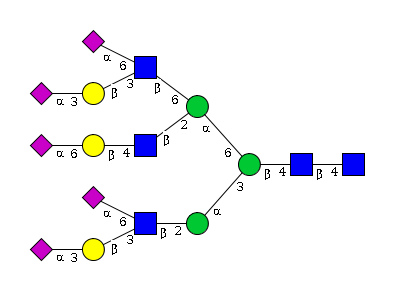 α 6
α 3 β 3 β
6
α 6 β 4 β 2 α
6
β 4 β 4
3
α 6 α
α 3 β 3 β 2